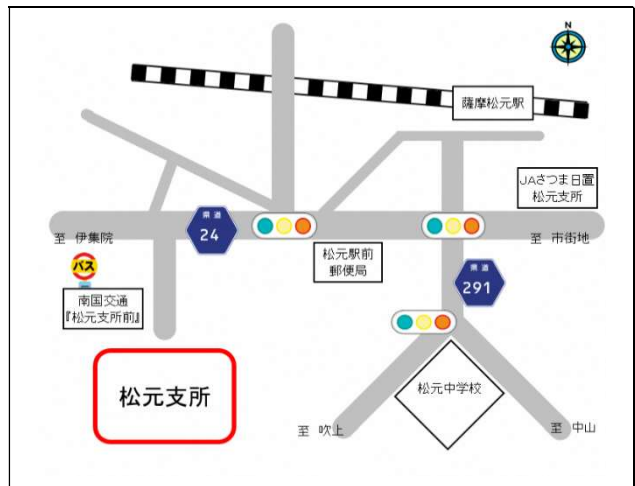 N
薩摩松元駅
JAさつま日置
松元支所
県道
24
至 伊集院
松元駅前
郵便局
至 市街地
バス
県道
291
南国交通
『松元支所前』
松元支所
松元中学校
至 吹上
至 中山